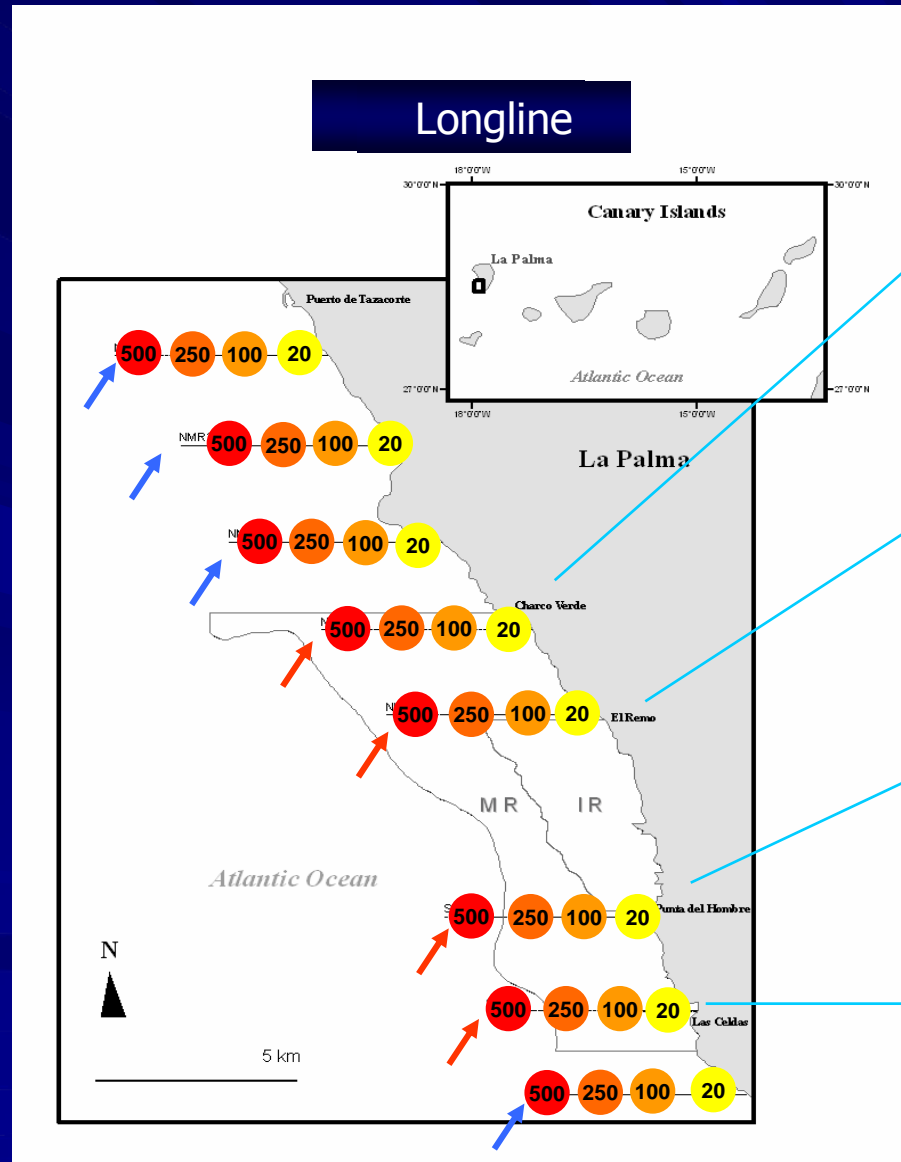 Longline
18°0'0"W 15°0'0"W
30°0'0"N 30°0'0"N
Canary Islands
La Palma
Atlantic Ocean
27°0'0"N 27°0'0"N
18°0'0"W 15°0'0"W
Puerto de Tazacorte
500 250 100 20
NMR 500 250 100 20
La Palma
500 250 100 20
Charco Verde
500 250 100 20
500 250 100 20
El Remo
MR IR
Atlantic Ocean
500 250 100 20
Punta del Hombre
500 250 100 20
Las Celdas
N
5 km
500 250 100 20